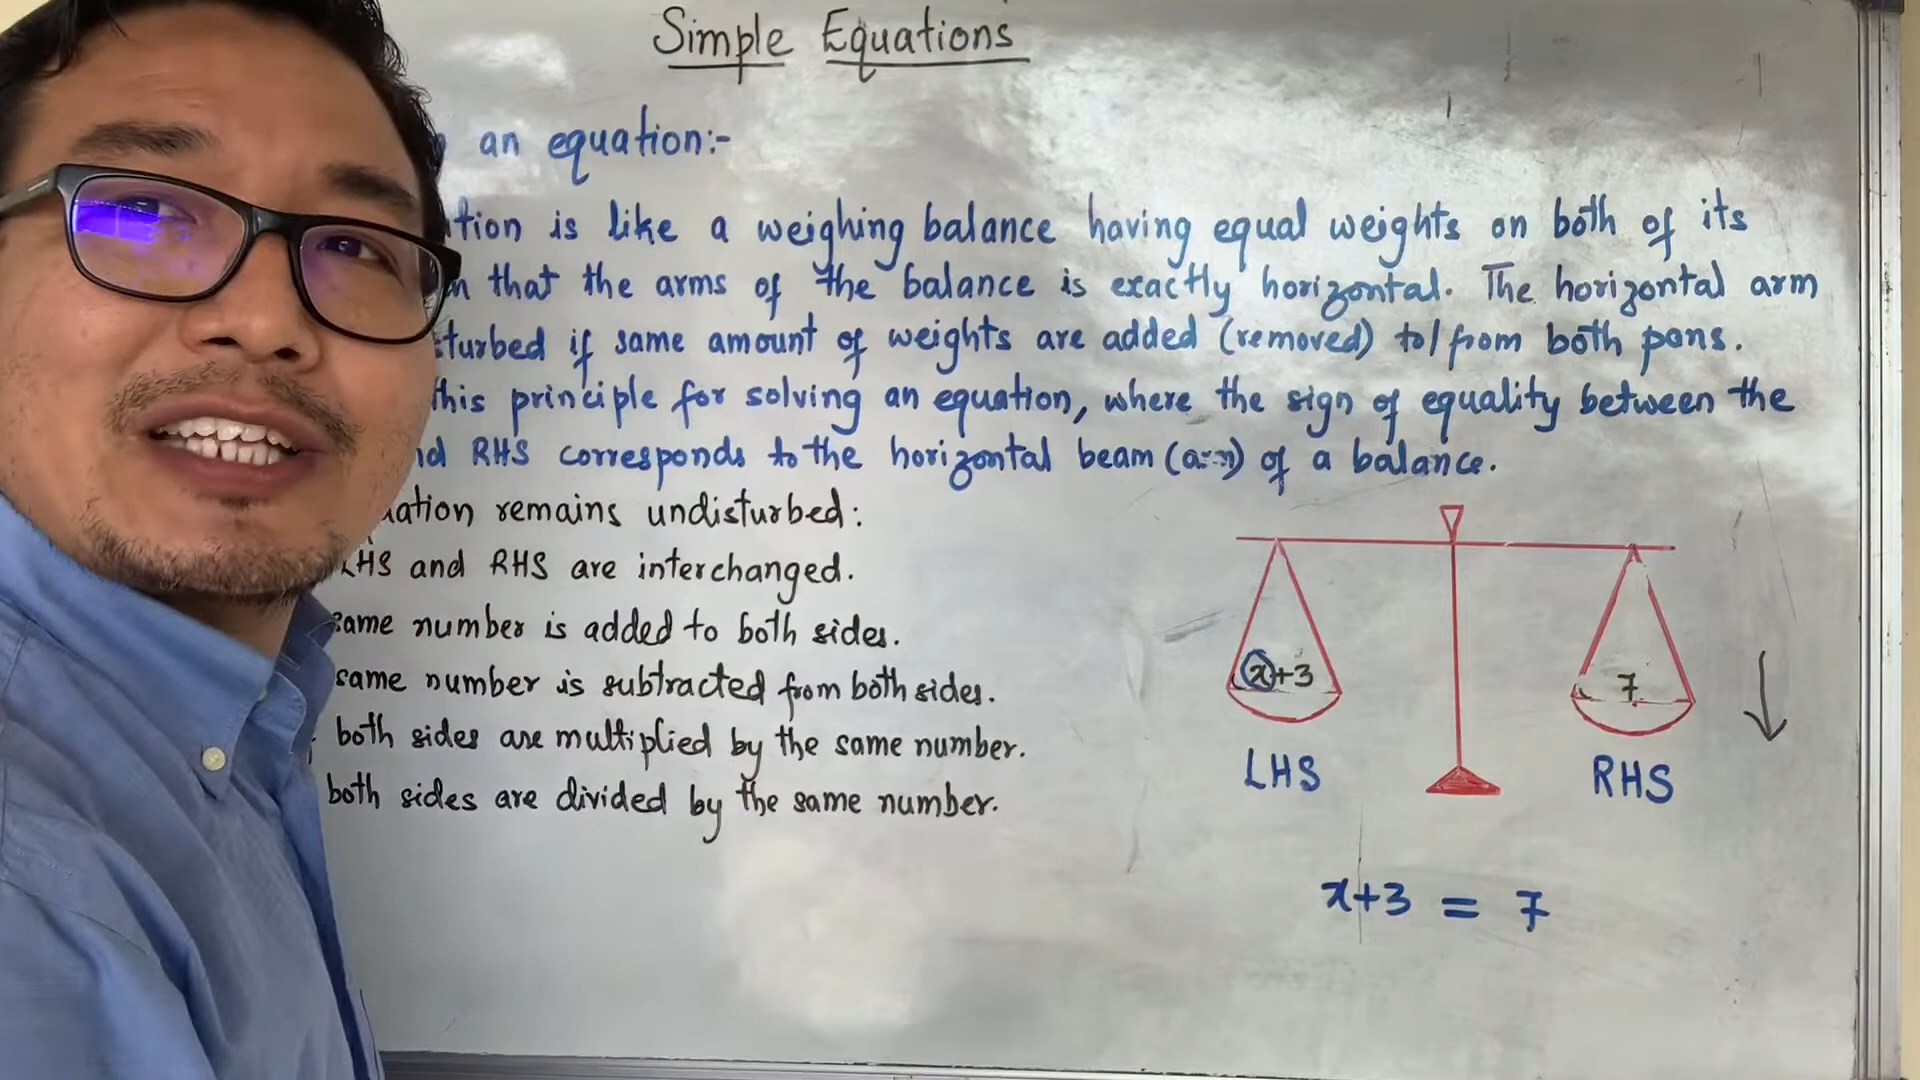 Simple Equations
an equation:-
is like a weighing balance having equal weights on both of its
that the arms of the balance is exactly horizontal. The horizontal arm
if same amount of weights are added (removed) to/from both pans.
this principle for solving an equation, where the sign of equality between the
RHS corresponds to the horizontal beam (arm) of a balance.
remains undisturbed:
LHS and RHS are interchanged.
same number is added to both sides.
same number is subtracted from both sides.
both sides are multiplied by the same number.
both sides are divided by the same number.
x+3
7
LHS
RHS
x+3 = 7